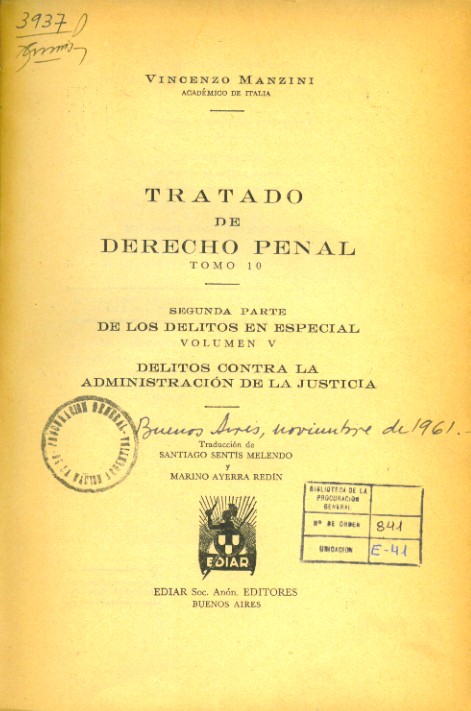 3937
VINCENZO MANZINI
ACADÉMICO DE ITALIA
TRATADO
DE
DERECHO PENAL
TOMO 10
SEGUNDA PARTE
DE LOS DELITOS EN ESPECIAL
VOLUMEN V
DELITOS CONTRA LA
ADMINISTRACIÓN DE LA JUSTICIA
Buenos Aires, noviembre de 1961.-
PROCURACION GENERAL
Traducción de
SANTIAGO SENTÍS MELENDO
y
MARINO AYERRA REDÍN
BIBLIOTECA DE LA
PROCURACIÓN
GENERAL
Nº DE ORDEN 841
UBICACION E-41
EDIAR
EDIAR Soc. Anón. EDITORES
BUENOS AIRES